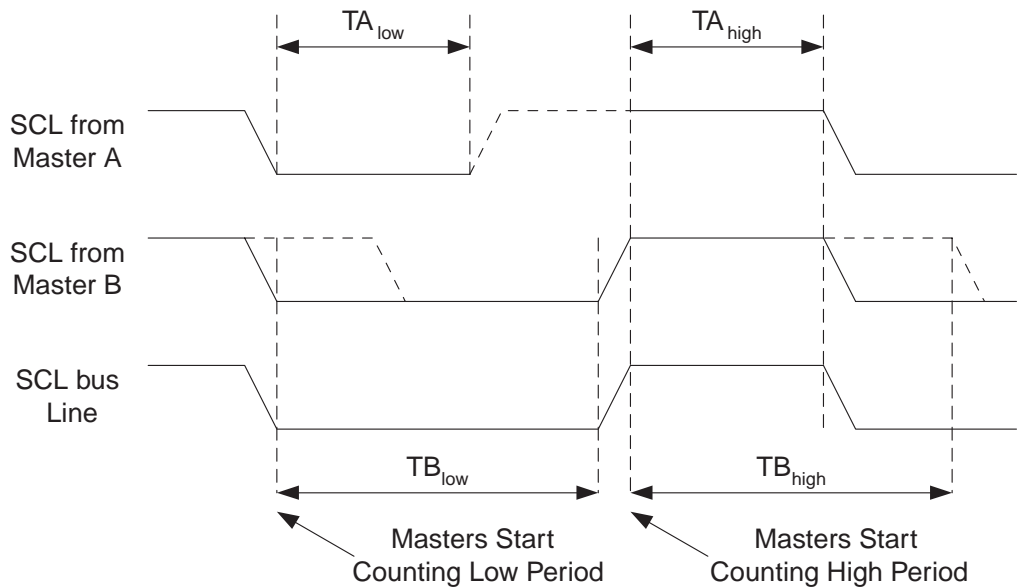 TA low
TA high
SCL from
Master A
SCL from
Master B
SCL bus
Line
TB low
TB high
Masters Start
Counting Low Period
Masters Start
Counting High Period